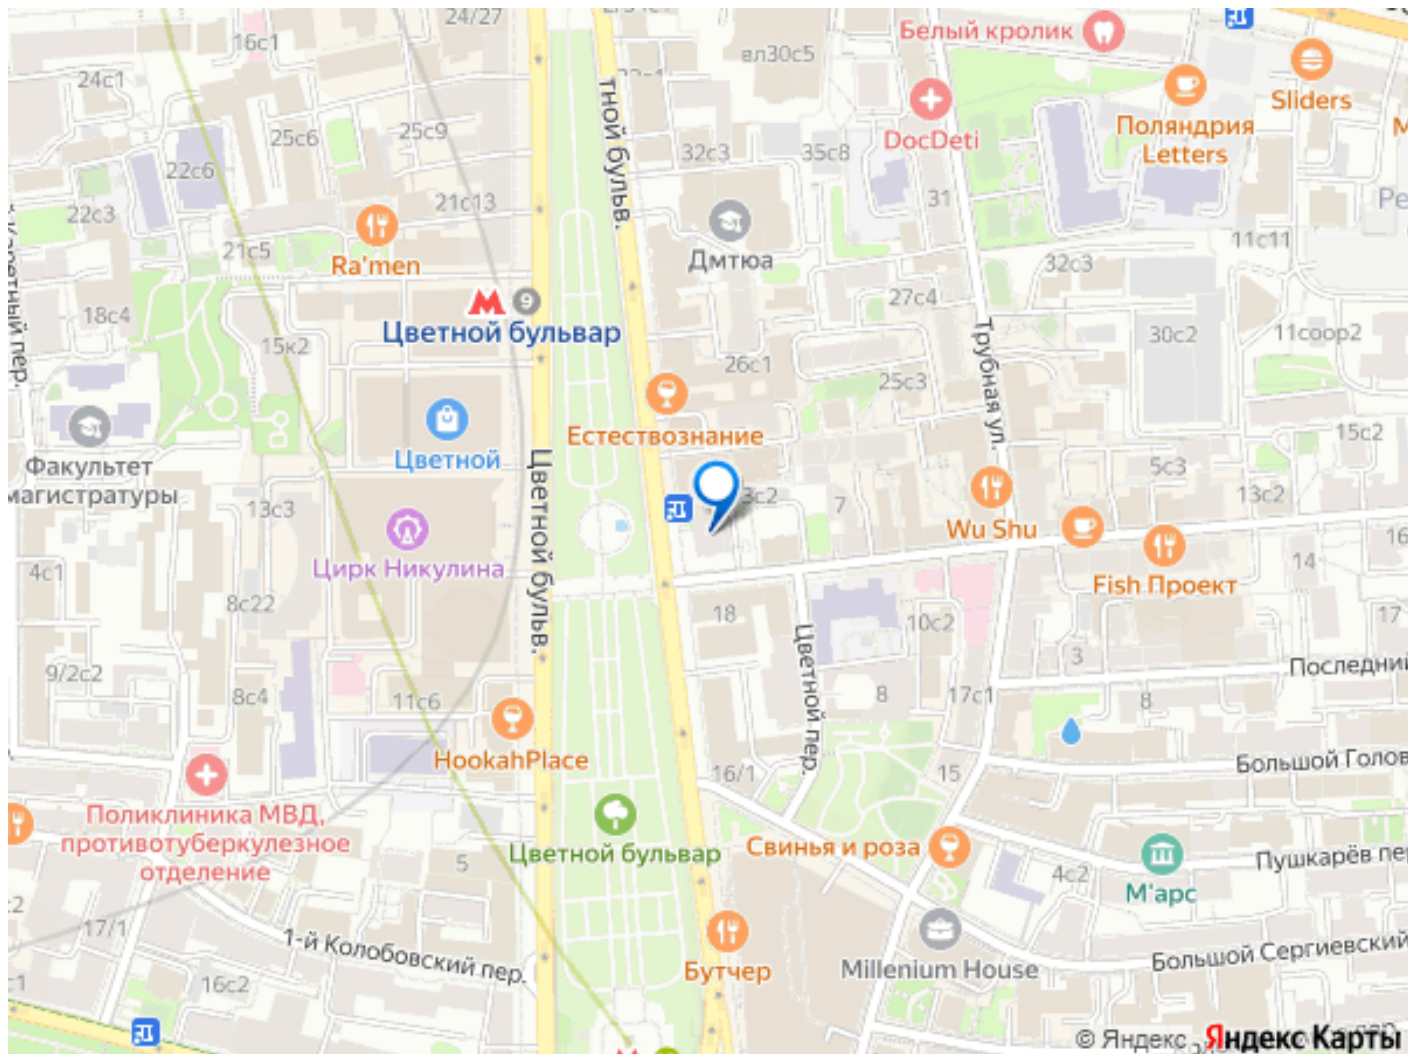 24/27
16с1
вл30с5
Белый кролик
24с1
Sliders
25с6
25с9
тной бульв.
32с3
35с8
DocDeti
Поляндрия
Letters
22с6
22с3
21с13
31
21с5
Ra'men
Дмтюа
11с11
32с3
27с4
18с4
9
Цветной бульвар
15к2
26с1
Трубная ул.
30с2
11соор2
25с3
Естествознание
15с2
Факультет
магистратуры
Цветной
5с3
13с2
13с3
3с2
7
Цветной бульв.
Wu Shu
16
4с1
Цирк Никулина
Fish Проект
14
8с22
18
10с2
17
Цветной пер.
3
9/2с2
8с4
11с6
8
17с1
8
Последний
HookahPlace
16/1
15
Большой Голов
Поликлиника МВД,
противотуберкулезное
отделение
5
Цветной бульвар
Свинья и роза
4с2
Пушкарёв пер
М'арс
17/1
1-й Колобовский пер.
16с2
Бутчер
Millenium House
Большой Сергиевский
© Яндекс
Яндекс Карты